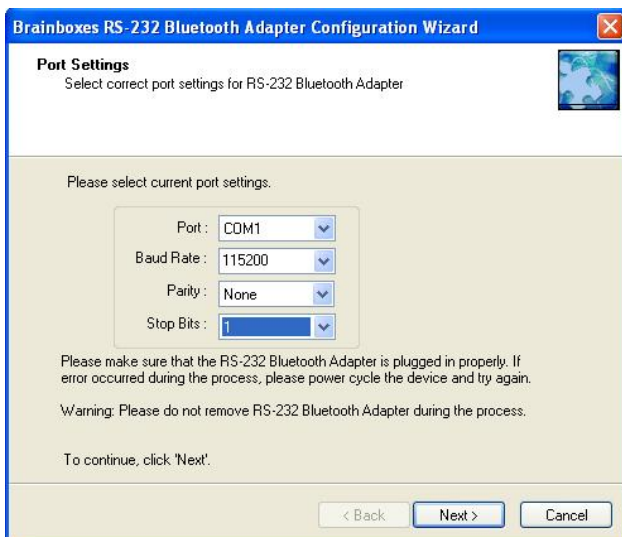 Brainboxes RS-232 Bluetooth Adapter Configuration Wizard
Port Settings
Select correct port settings for RS-232 Bluetooth Adapter
Please select current port settings.
Port : COM1
Baud Rate : 115200
Parity : None
Stop Bits : 1
Please make sure that the RS-232 Bluetooth Adapter is plugged in properly. If
error occurred during the process, please power cycle the device and try again.
Warning: Please do not remove RS-232 Bluetooth Adapter during the process.
To continue, click 'Next'.
< Back Next > Cancel